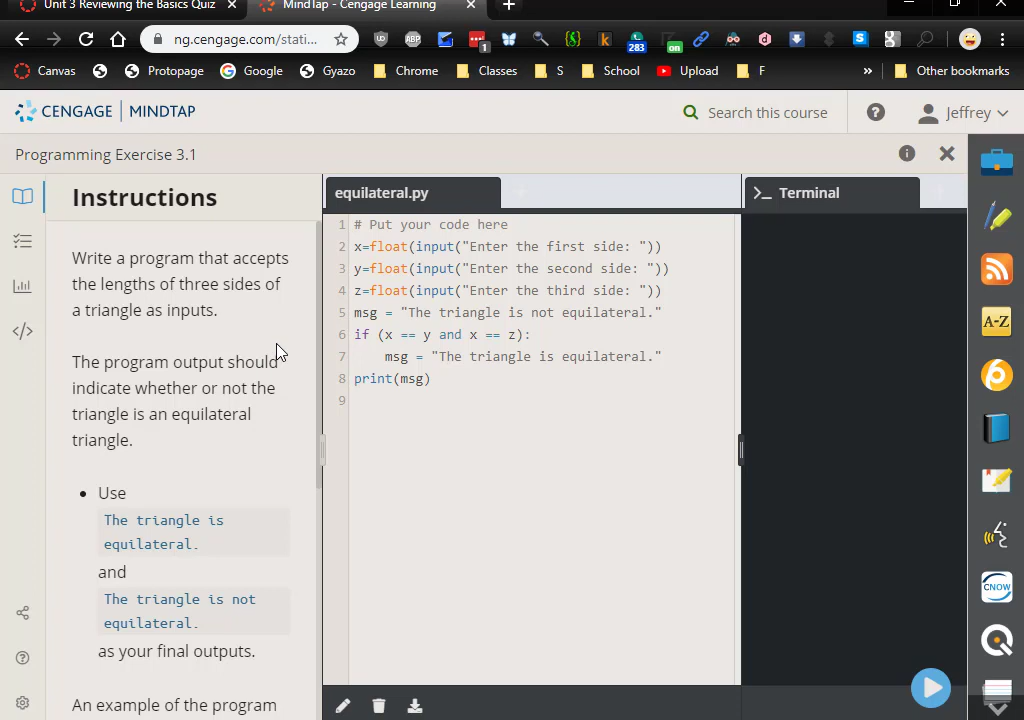 Unit 3 Reviewing the Basics Quiz
MindTap - Cengage Learning
ng.cengage.com/stati...
ABP
1
283
on
Canvas
Protopage
Google
Gyazo
Chrome
Classes
S
School
Upload
F
Other bookmarks
CENGAGE | MINDTAP
Search this course
Jeffrey
Programming Exercise 3.1
Instructions
Write a program that accepts
the lengths of three sides of
a triangle as inputs.
The program output should
indicate whether or not the
triangle is an equilateral
triangle.
• Use
The triangle is
equilateral.
and
The triangle is not
equilateral.
as your final outputs.
An example of the program
equilateral.py
1 # Put your code here
2 x=float(input("Enter the first side: "))
3 y=float(input("Enter the second side: "))
4 z=float(input("Enter the third side: "))
5 msg = "The triangle is not equilateral."
6 if (x == y and x == z):
7     msg = "The triangle is equilateral."
8 print(msg)
9
Terminal
A-Z
CNOW